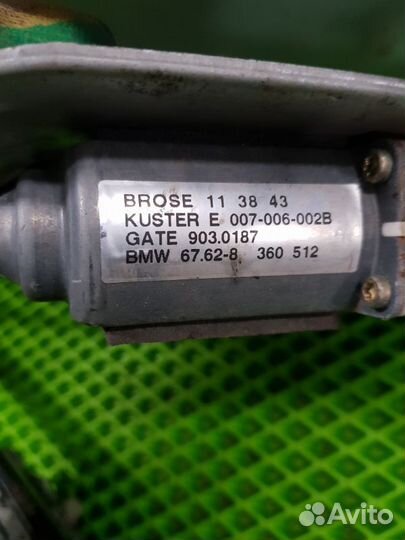 BROSE 11 38 43
KUSTER E 007-006-002B
GATE 903.0187
BMW 67.62-8 360 512
Avito